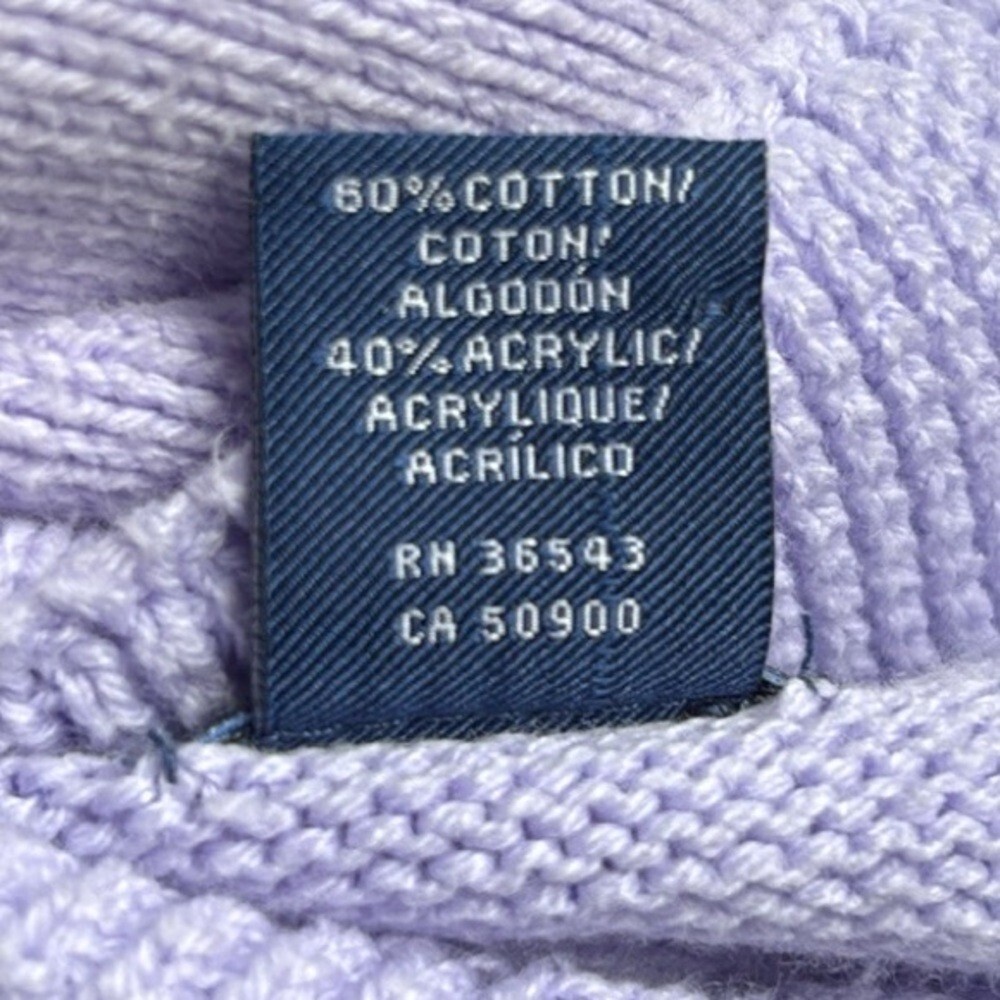 60%COTTON/
COTON/
ALGODÓN
40%ACRYLIC/
ACRYLIQUE/
ACRÍLICO
RN 36543
CA 50900